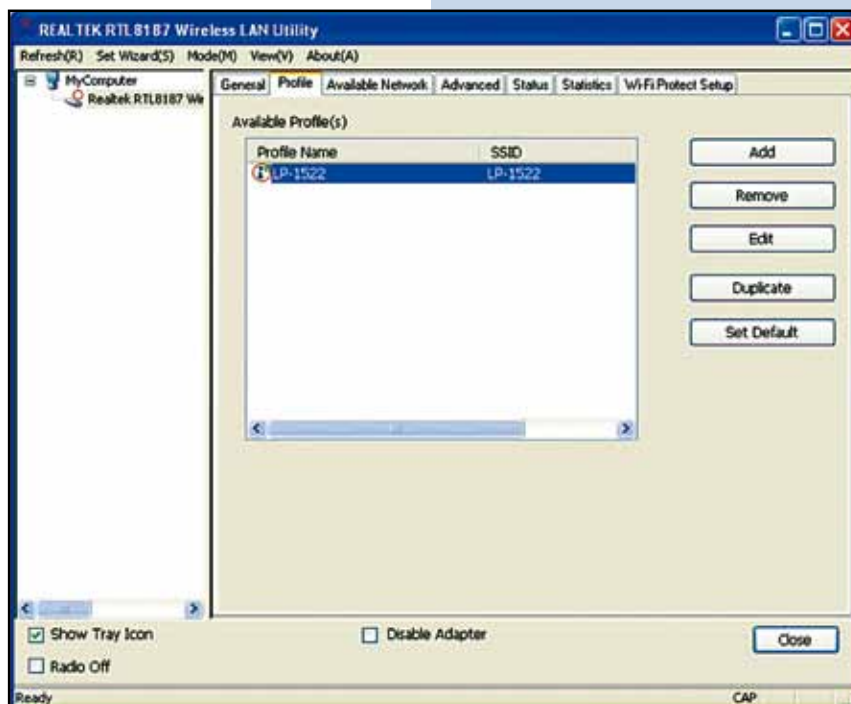 REALTEK RTL8187 Wireless LAN Utility
Refresh(R) Set Wizard(S) Mode(M) View(V) About(A)
MyComputer
Realtek RTL8187 Wir
General Profile Available Network Advanced Status Statistics Wi-Fi Protect Setup
Available Profile(s)
Profile Name SSID
LP-1522 LP-1522
Add
Remove
Edit
Duplicate
Set Default
Show Tray Icon
Disable Adapter
Close
Radio Off
Ready CAP